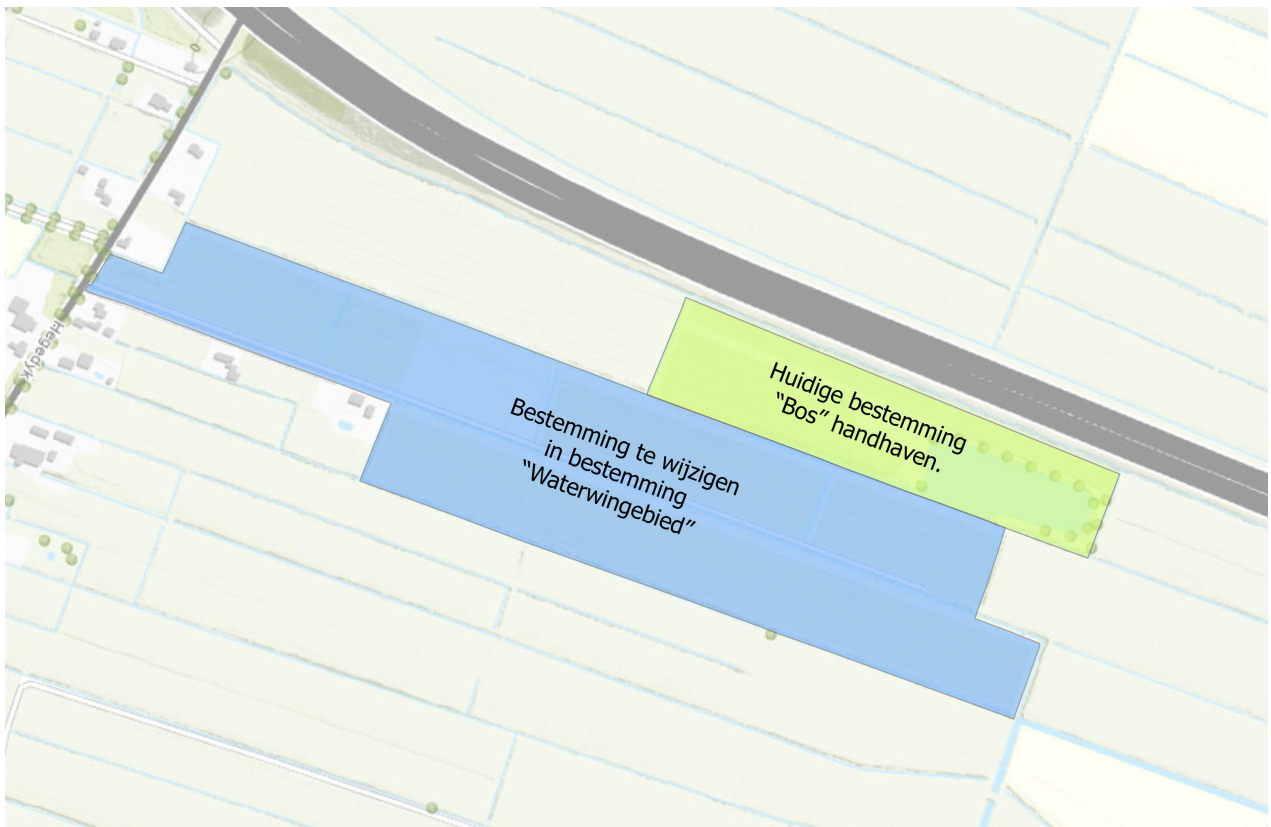 Hegedyk
Huidige bestemming
“Bos” handhaven.
Bestemming te wijzigen
in bestemming
“Waterwingebied”